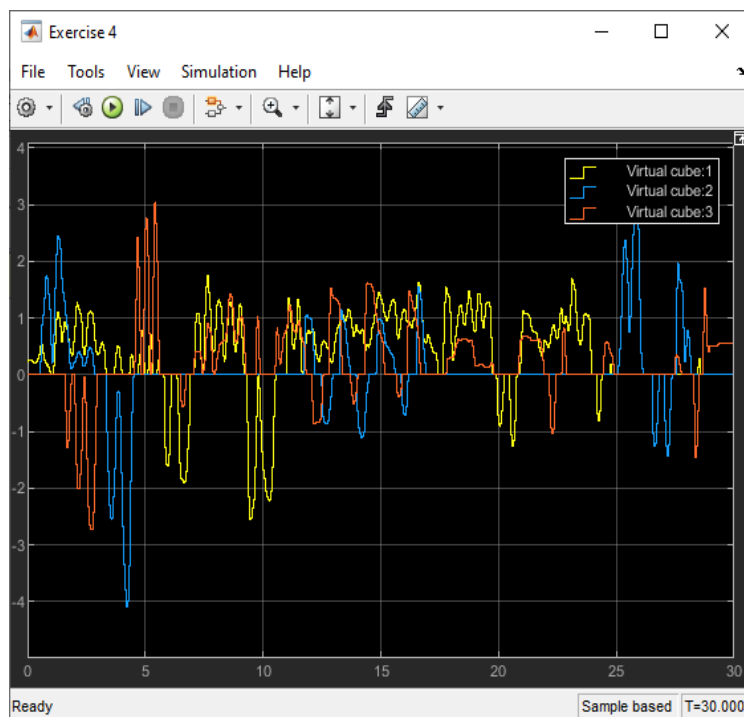 Exercise 4
File Tools View Simulation Help
4
3
2
1
0
-1
-2
-3
-4
Virtual cube:1
Virtual cube:2
Virtual cube:3
0 5 10 15 20 25 30
Ready Sample based T=30.000